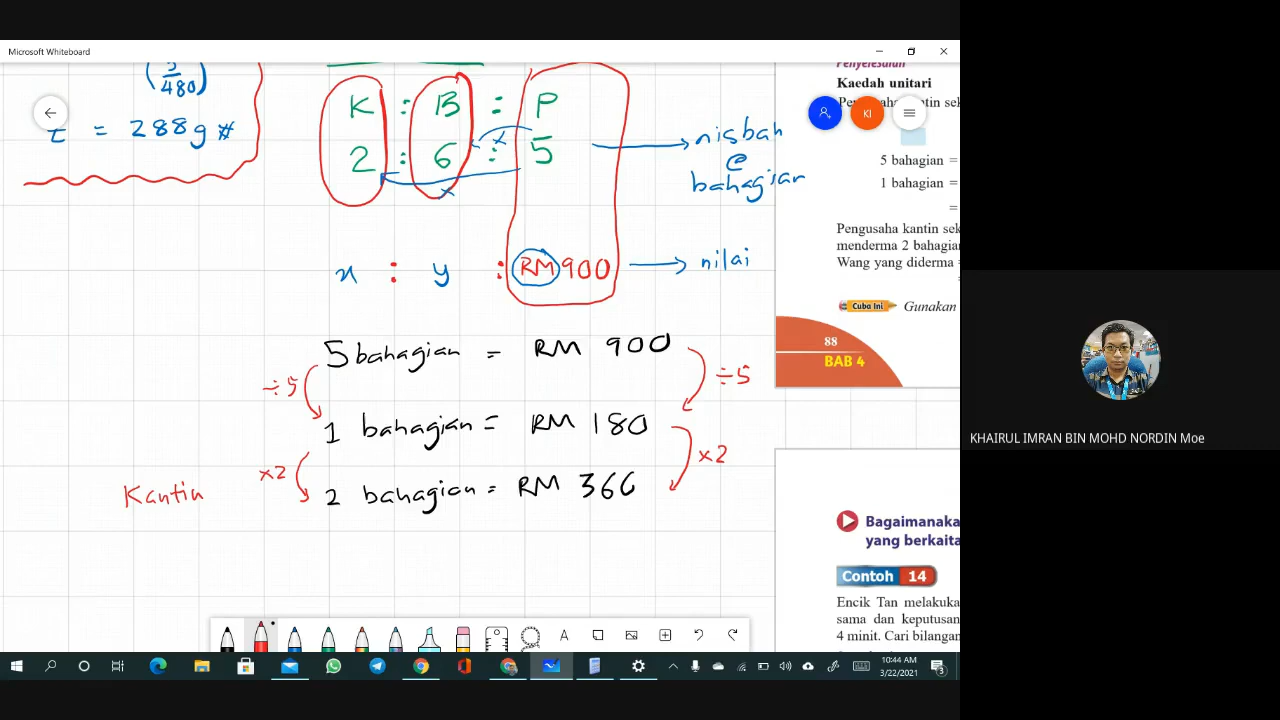 Microsoft Whiteboard
480
t = 288g #
K : B : P
2 : 6 : 5
x
x
nisbah
@
bahagian
x : y : RM900
nilai
5 bahagian = RM 900
÷5
÷5
1 bahagian = RM 180
x2
x2
Kantin
2 bahagian = RM 360
Penyelesaian
Kaedah unitari
KI
5 bahagian =
1 bahagian =
=
Pengusaha kantin sek
menderma 2 bahagian
Wang yang diderma =
=
Cuba Ini
Gunakan
88
BAB 4
Bagaimanaka
yang berkaita
Contoh 14
Encik Tan melakuka
sama dan keputusan
4 minit. Cari bilangan
A
10:44 AM
3/22/2021
3
KHAIRUL IMRAN BIN MOHD NORDIN Moe